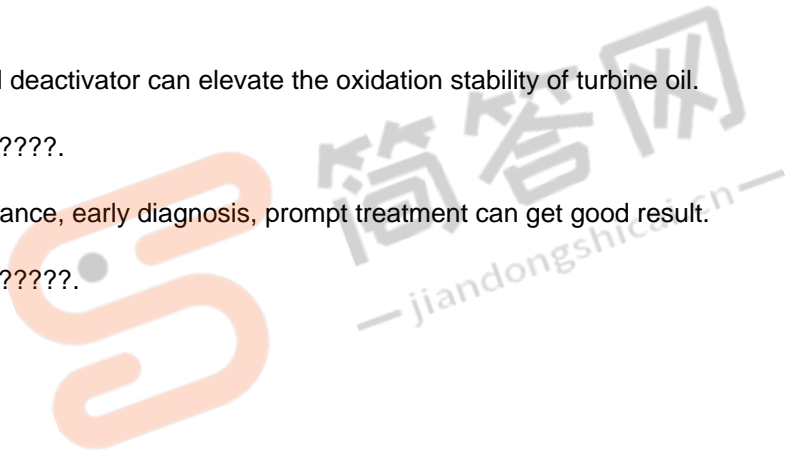 deactivator can elevate the oxidation stability of turbine oil.
????.
early diagnosis, prompt treatment can get good result.
?????.
简答网
jiandongshicai.cn